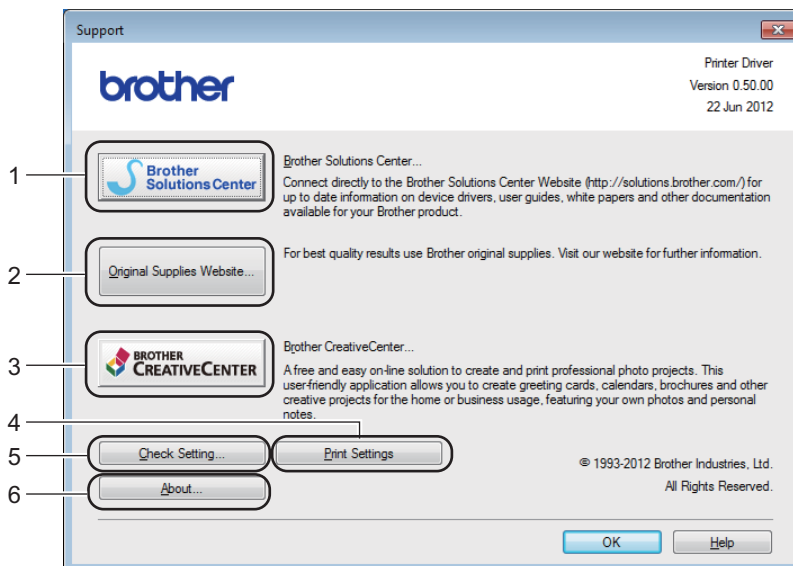 Support
brother
Printer Driver
Version 0.50.00
22 Jun 2012
1
Brother
Solutions Center
Brother Solutions Center...
Connect directly to the Brother Solutions Center Website (http://solutions.brother.com/) for
up to date information on device drivers, user guides, white papers and other documentation
available for your Brother product.
2
Original Supplies Website...
For best quality results use Brother original supplies. Visit our website for further information.
3
BROTHER
CREATIVECENTER
Brother CreativeCenter...
A free and easy on-line solution to create and print professional photo projects. This
user-friendly application allows you to create greeting cards, calendars, brochures and other
creative projects for the home or business usage, featuring your own photos and personal
notes.
4
5
Check Setting...
Print Settings
6
About...
© 1993-2012 Brother Industries, Ltd.
All Rights Reserved.
OK
Help